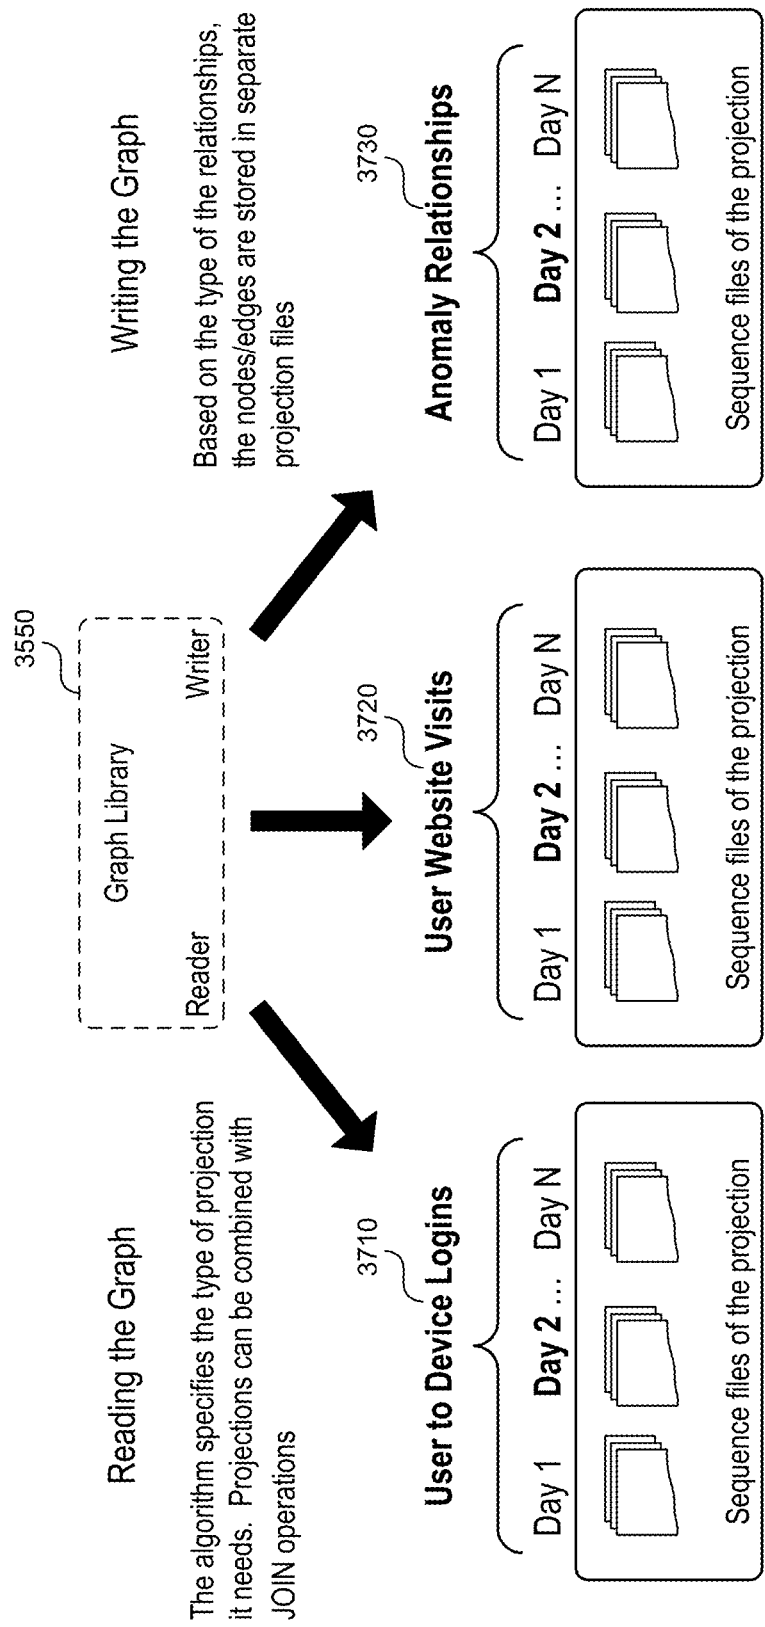 Reading the Graph
The algorithm specifies the type of projection
it needs. Projections can be combined with
JOIN operations
3550
Graph Library
Reader
Writer
Writing the Graph
Based on the type of the relationships,
the nodes/edges are stored in separate
projection files
3710
User to Device Logins
Day 1 Day 2 ... Day N
Sequence files of the projection
3720
User Website Visits
Day 1 Day 2 ... Day N
Sequence files of the projection
3730
Anomaly Relationships
Day 1 Day 2 ... Day N
Sequence files of the projection